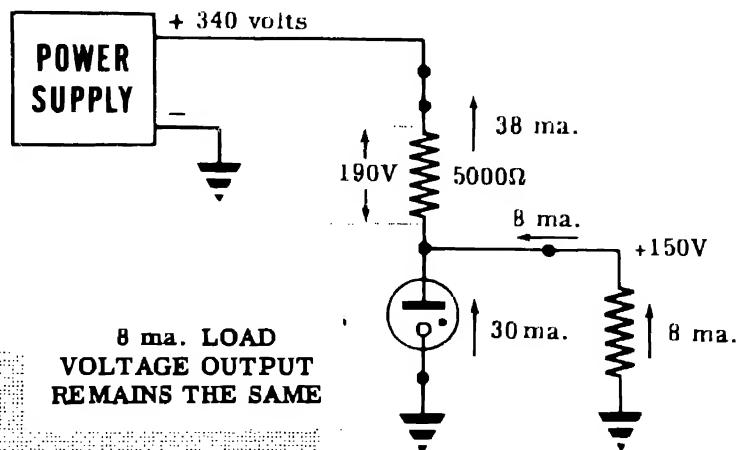 + 340 volts
POWER
SUPPLY
−
38 ma.
190V
5000Ω
8 ma.
+150V
30 ma.
8 ma.
8 ma. LOAD
VOLTAGE OUTPUT
REMAINS THE SAME